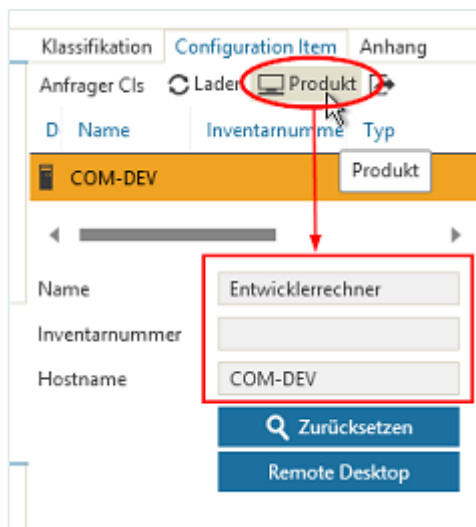 Klassifikation Configuration Item Anhang
Anfrager CIs Laden Produkt
D Name Inventarnumme Typ
COM-DEV Produkt
Name Entwicklerrechner
Inventarnummer
Hostname COM-DEV
Zurücksetzen
Remote Desktop